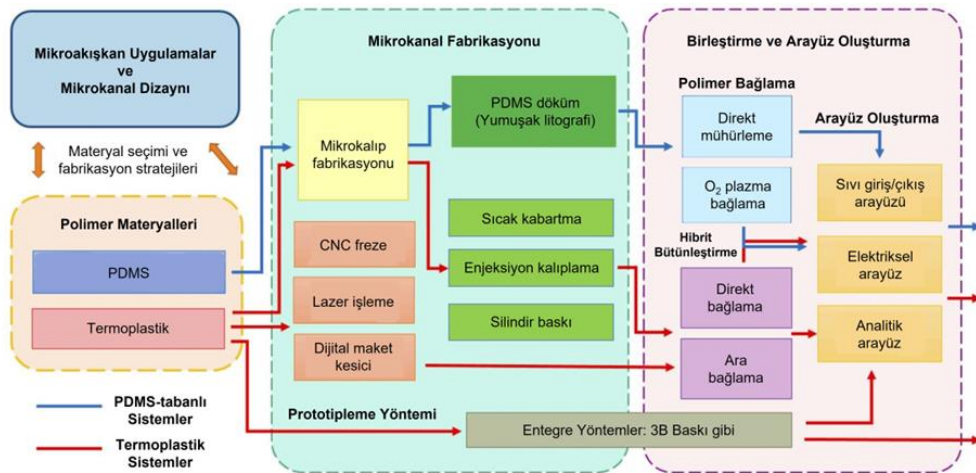 Mikroakışkan Uygulamalar
ve
Mikrokanal Dizaynı
Materyal seçimi ve
fabrikasyon stratejileri
Polimer Materyalleri
PDMS
Termoplastik
PDMS-tabanlı
Sistemler
Termoplastik
Sistemler
Mikrokanal Fabrikasyonu
Mikrokalıp
fabrikasyonu
PDMS döküm
(Yumuşak litografi)
CNC freze
Lazer işleme
Dijital maket
kesici
Sıcak kabartma
Enjeksiyon kalıplama
Silindir baskı
Prototipleme Yöntemi
Entegre Yöntemler: 3B Baskı gibi
Birleştirme ve Arayüz Oluşturma
Polimer Bağlama
Direkt
mühürleme
O₂ plazma
bağlama
Hibrit
Bütünleştirme
Direkt
bağlama
Ara
bağlama
Arayüz Oluşturma
Sıvı giriş/çıkış
arayüzü
Elektriksel
arayüz
Analitik
arayüz